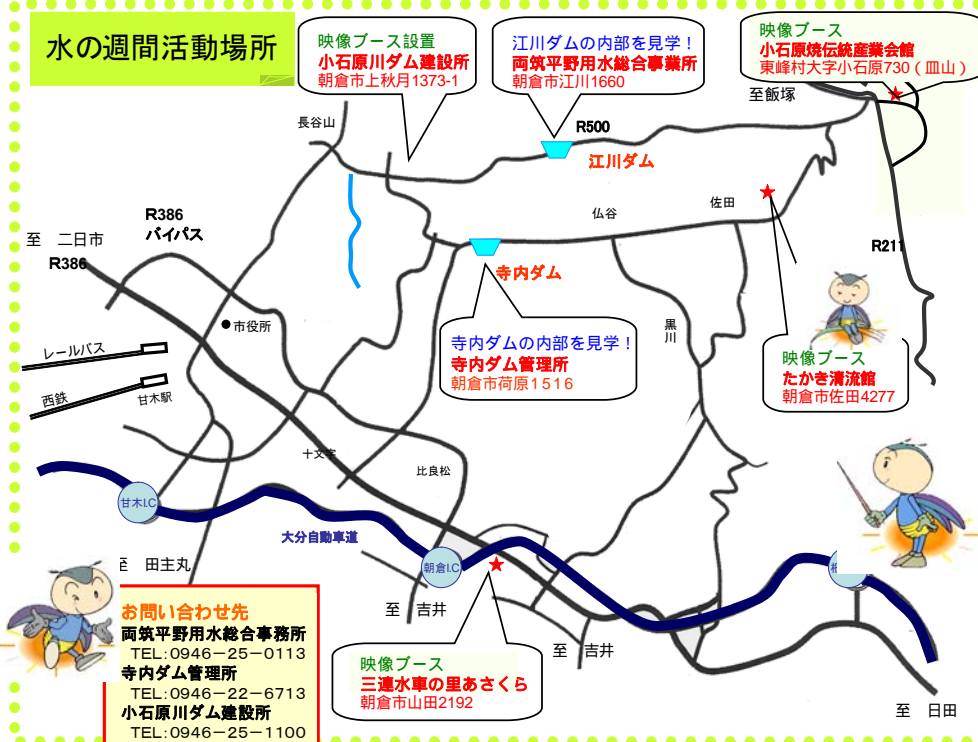 水の週間活動場所
映像ブース設置
小石原川ダム建設所
朝倉市上秋月1373-1
江川ダムの内部を見学！
両筑平野用水総合事業所
朝倉市江川1660
映像ブース
小石原焼伝統産業会館
東峰村大字小石原730（皿山）
至飯塚
長谷山
R500
江川ダム
佐田
仏谷
R386
バイパス
至　二日市
R386
R211
寺内ダム
市役所
黒川
寺内ダムの内部を見学！
寺内ダム管理所
朝倉市荷原1516
映像ブース
たかき清流館
朝倉市佐田4277
レールバス
西鉄
甘木駅
十文字
比良松
甘木I.C
大分自動車道
朝倉I.C
至　田主丸
至　吉井
至　吉井
至　日田
映像ブース
三連水車の里あさくら
朝倉市山田2192
お問い合わせ先
両筑平野用水総合事務所
TEL:0946-25-0113
寺内ダム管理所
TEL:0946-22-6713
小石原川ダム建設所
TEL:0946-25-1100